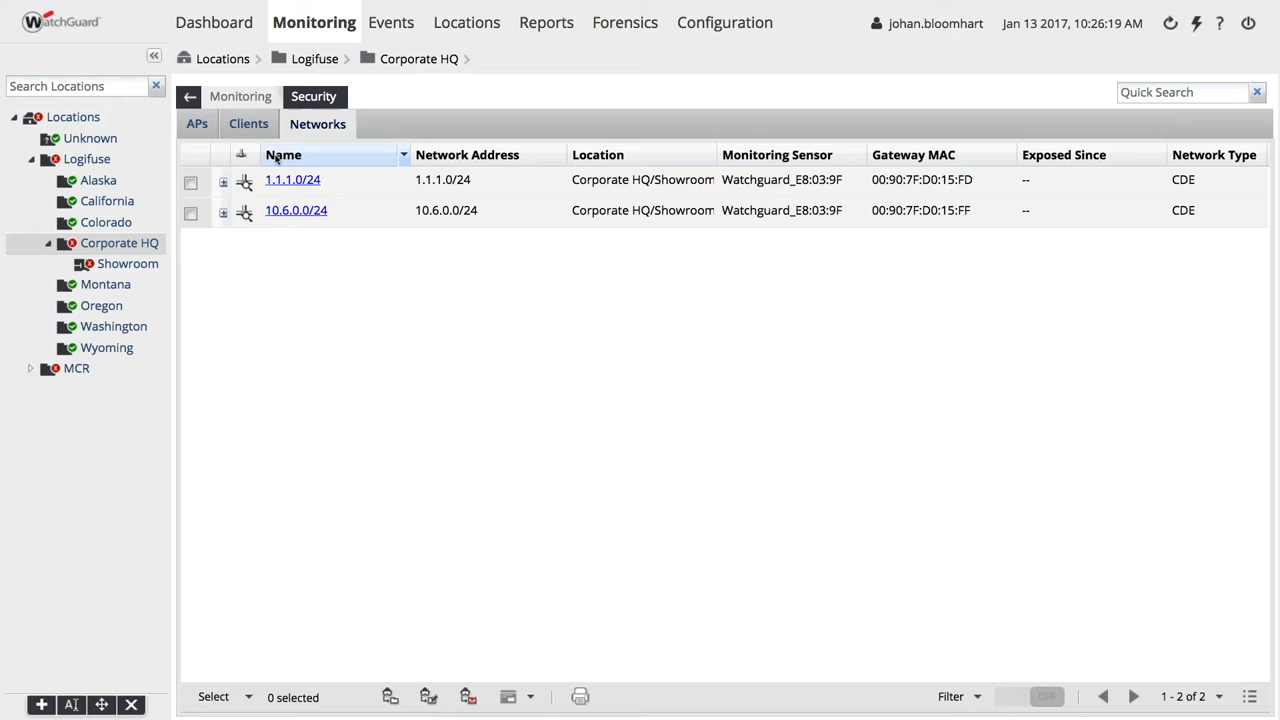 WatchGuard
Dashboard Monitoring Events Locations Reports Forensics Configuration
johan.bloomhart Jan 13 2017, 10:26:19 AM ?
Locations Logifuse Corporate HQ
Search Locations
Monitoring Security
Quick Search
APs Clients Networks
Locations
Unknown
Logifuse
Alaska
California
Colorado
Corporate HQ
Showroom
Montana
Oregon
Washington
Wyoming
MCR
Name Network Address Location Monitoring Sensor Gateway MAC Exposed Since Network Type
1.1.1.0/24 1.1.1.0/24 Corporate HQ/Showroom Watchguard_E8:03:9F 00:90:7F:D0:15:FD -- CDE
10.6.0.0/24 10.6.0.0/24 Corporate HQ/Showroom Watchguard_E8:03:9F 00:90:7F:D0:15:FF -- CDE
Select 0 selected Filter OFF 1 - 2 of 2